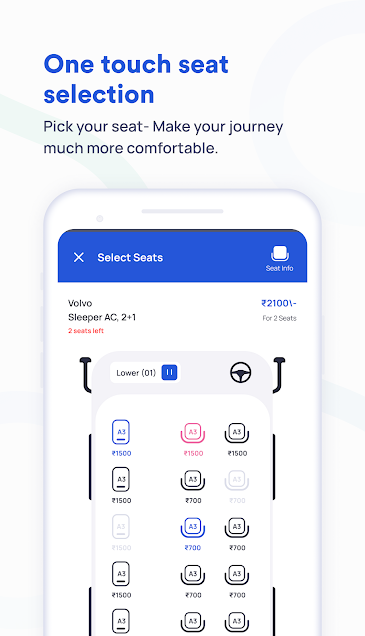 One touch seat
selection
Pick your seat- Make your journey
much more comfortable.
Select Seats
Seat Info
Volvo
₹2100\-
Sleeper AC, 2+1
For 2 Seats
2 seats left
Lower (01)
A3 A3 A3
₹1500 ₹1500 ₹1500
A3 A3 A3
₹1500 ₹700 ₹700
A3 A3 A3
₹1500 ₹700 ₹700
A3 A3 A3
₹1500 ₹700 ₹700
A3 A3 A3